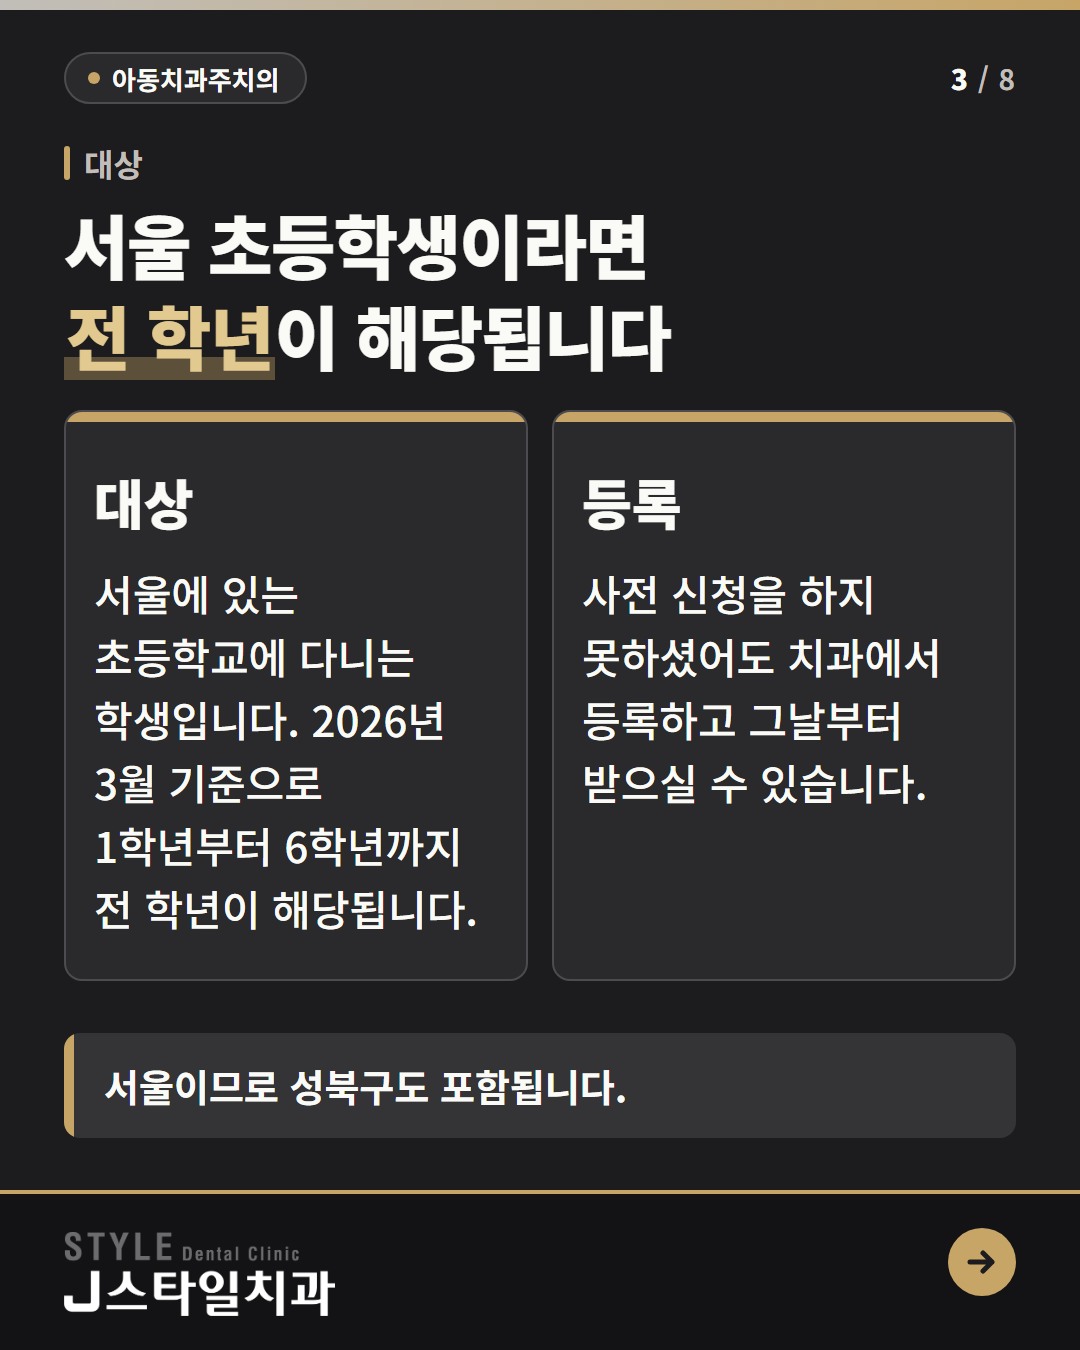 아동치과주치의
3 / 8
대상
서울 초등학생이라면
전 학년이 해당됩니다
대상
서울에 있는
초등학교에 다니는
학생입니다. 2026년
3월 기준으로
1학년부터 6학년까지
전 학년이 해당됩니다.
등록
사전 신청을 하지
못하셨어도 치과에서
등록하고 그날부터
받으실 수 있습니다.
서울이므로 성북구도 포함됩니다.
STYLE Dental Clinic
J스타일치과